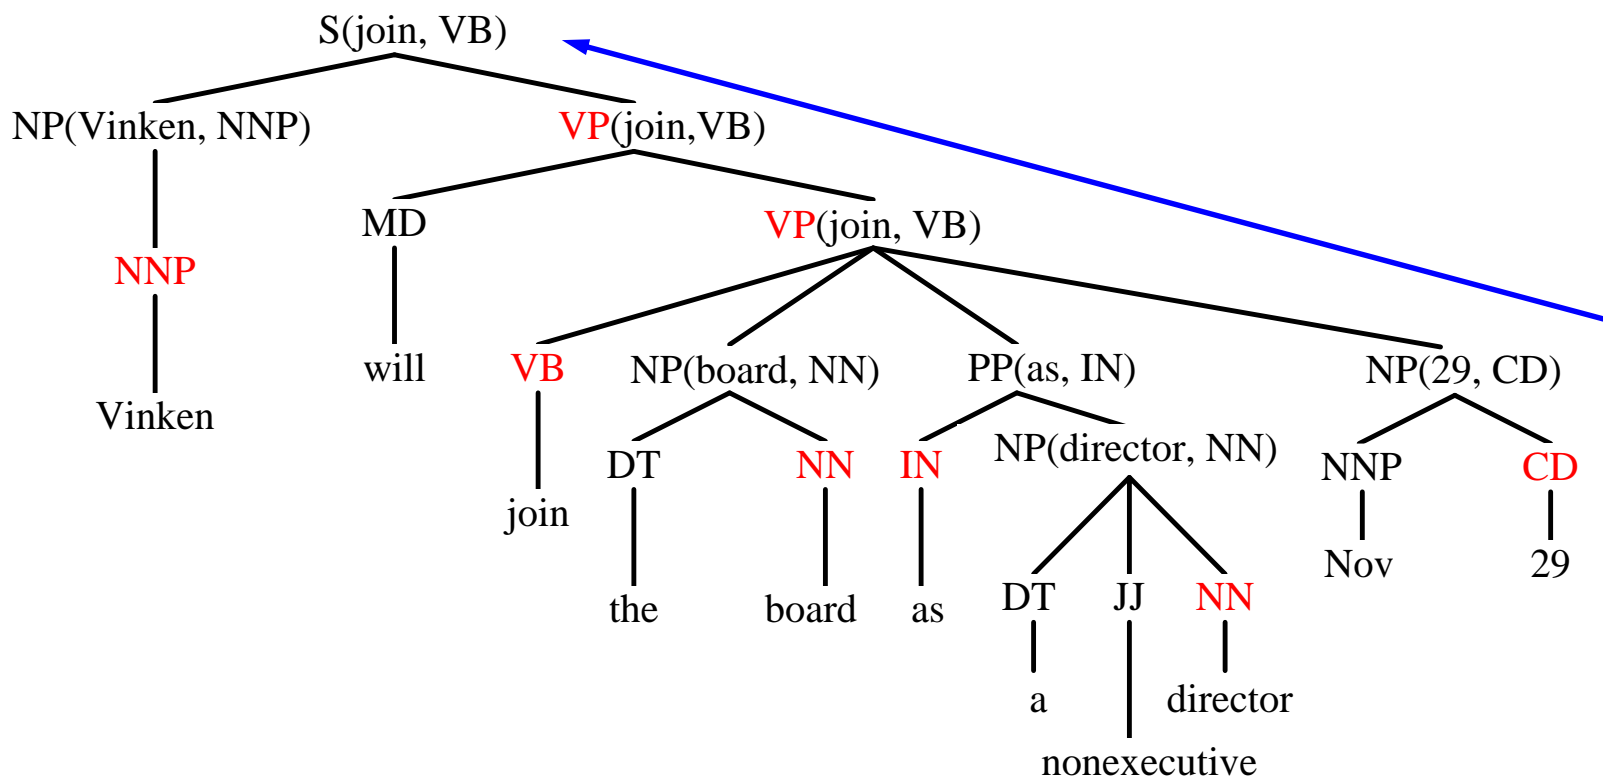 S(join, VB)
NP(Vinken, NNP) VP(join,VB)
MD VP(join, VB)
NNP
will VB NP(board, NN) PP(as, IN) NP(29, CD)
Vinken
DT NN IN NP(director, NN) NNP CD
join
Nov 29
the board as DT JJ NN
a director
nonexecutive